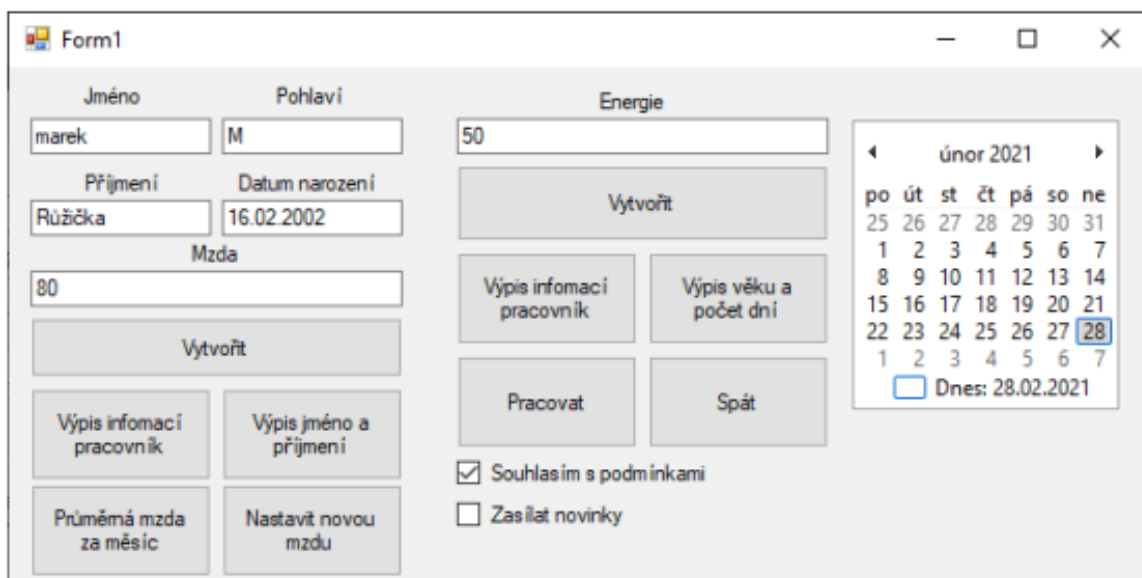 Form1
Jméno Pohlaví
marek M
Příjmení Datum narození
Růžička 16.02.2002
Mzda
80
Vytvořit
Výpis infomací
pracovník
Výpis jméno a
příjmení
Průměrná mzda
za měsíc
Nastavit novou
mzdu
Energie
50
Vytvořit
Výpis infomací
pracovník
Výpis věku a
počet dní
Pracovat
Spát
Souhlasím s podmínkami
Zasílat novinky
únor 2021
po út st čt pá so ne
25 26 27 28 29 30 31
1 2 3 4 5 6 7
8 9 10 11 12 13 14
15 16 17 18 19 20 21
22 23 24 25 26 27 28
1 2 3 4 5 6 7
Dnes: 28.02.2021